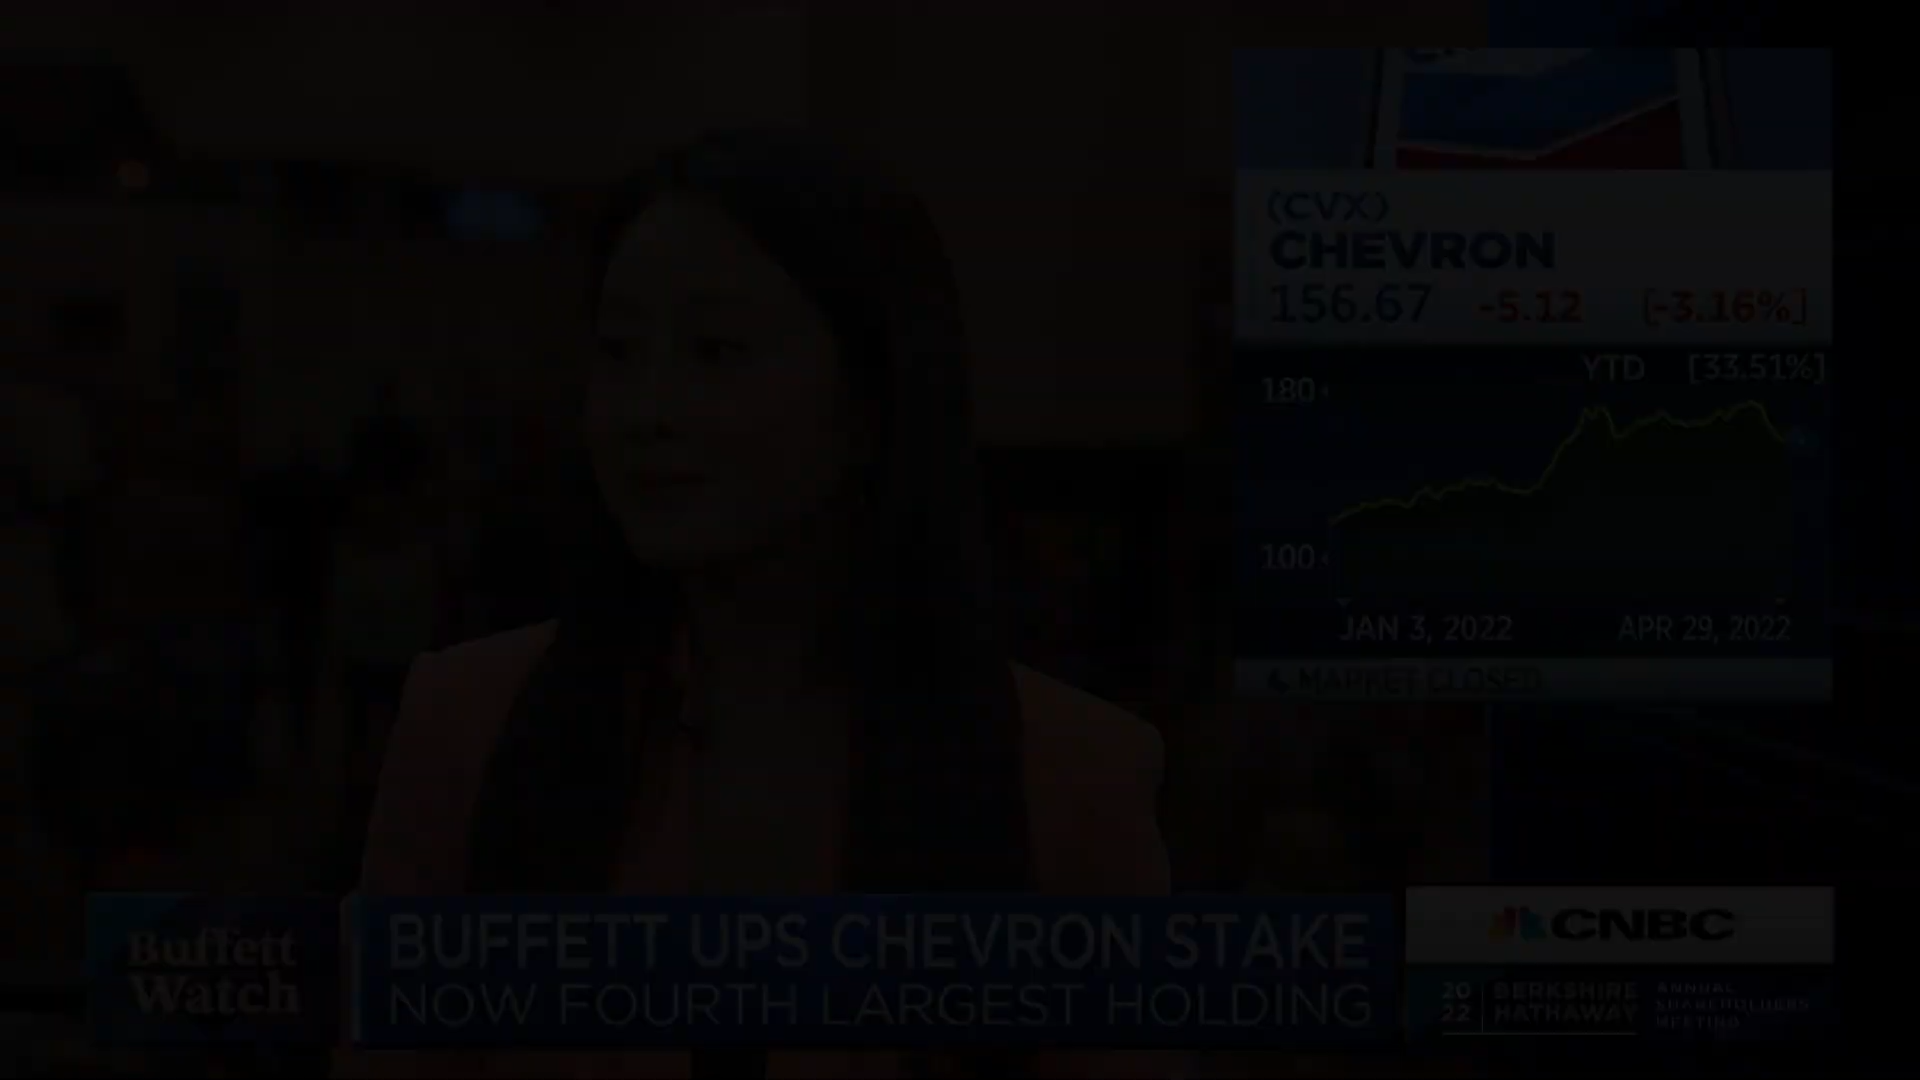 (CVX)
CHEVRON
156.67 -5.12 [-3.16%]
YTD [33.51%]
180
100
JAN 3, 2022 APR 29, 2022
MARKET CLOSED
Buffett
Watch
BUFFETT UPS CHEVRON STAKE
NOW FOURTH LARGEST HOLDING
CNBC
20
22
BERKSHIRE
HATHAWAY
ANNUAL
SHAREHOLDERS
MEETING